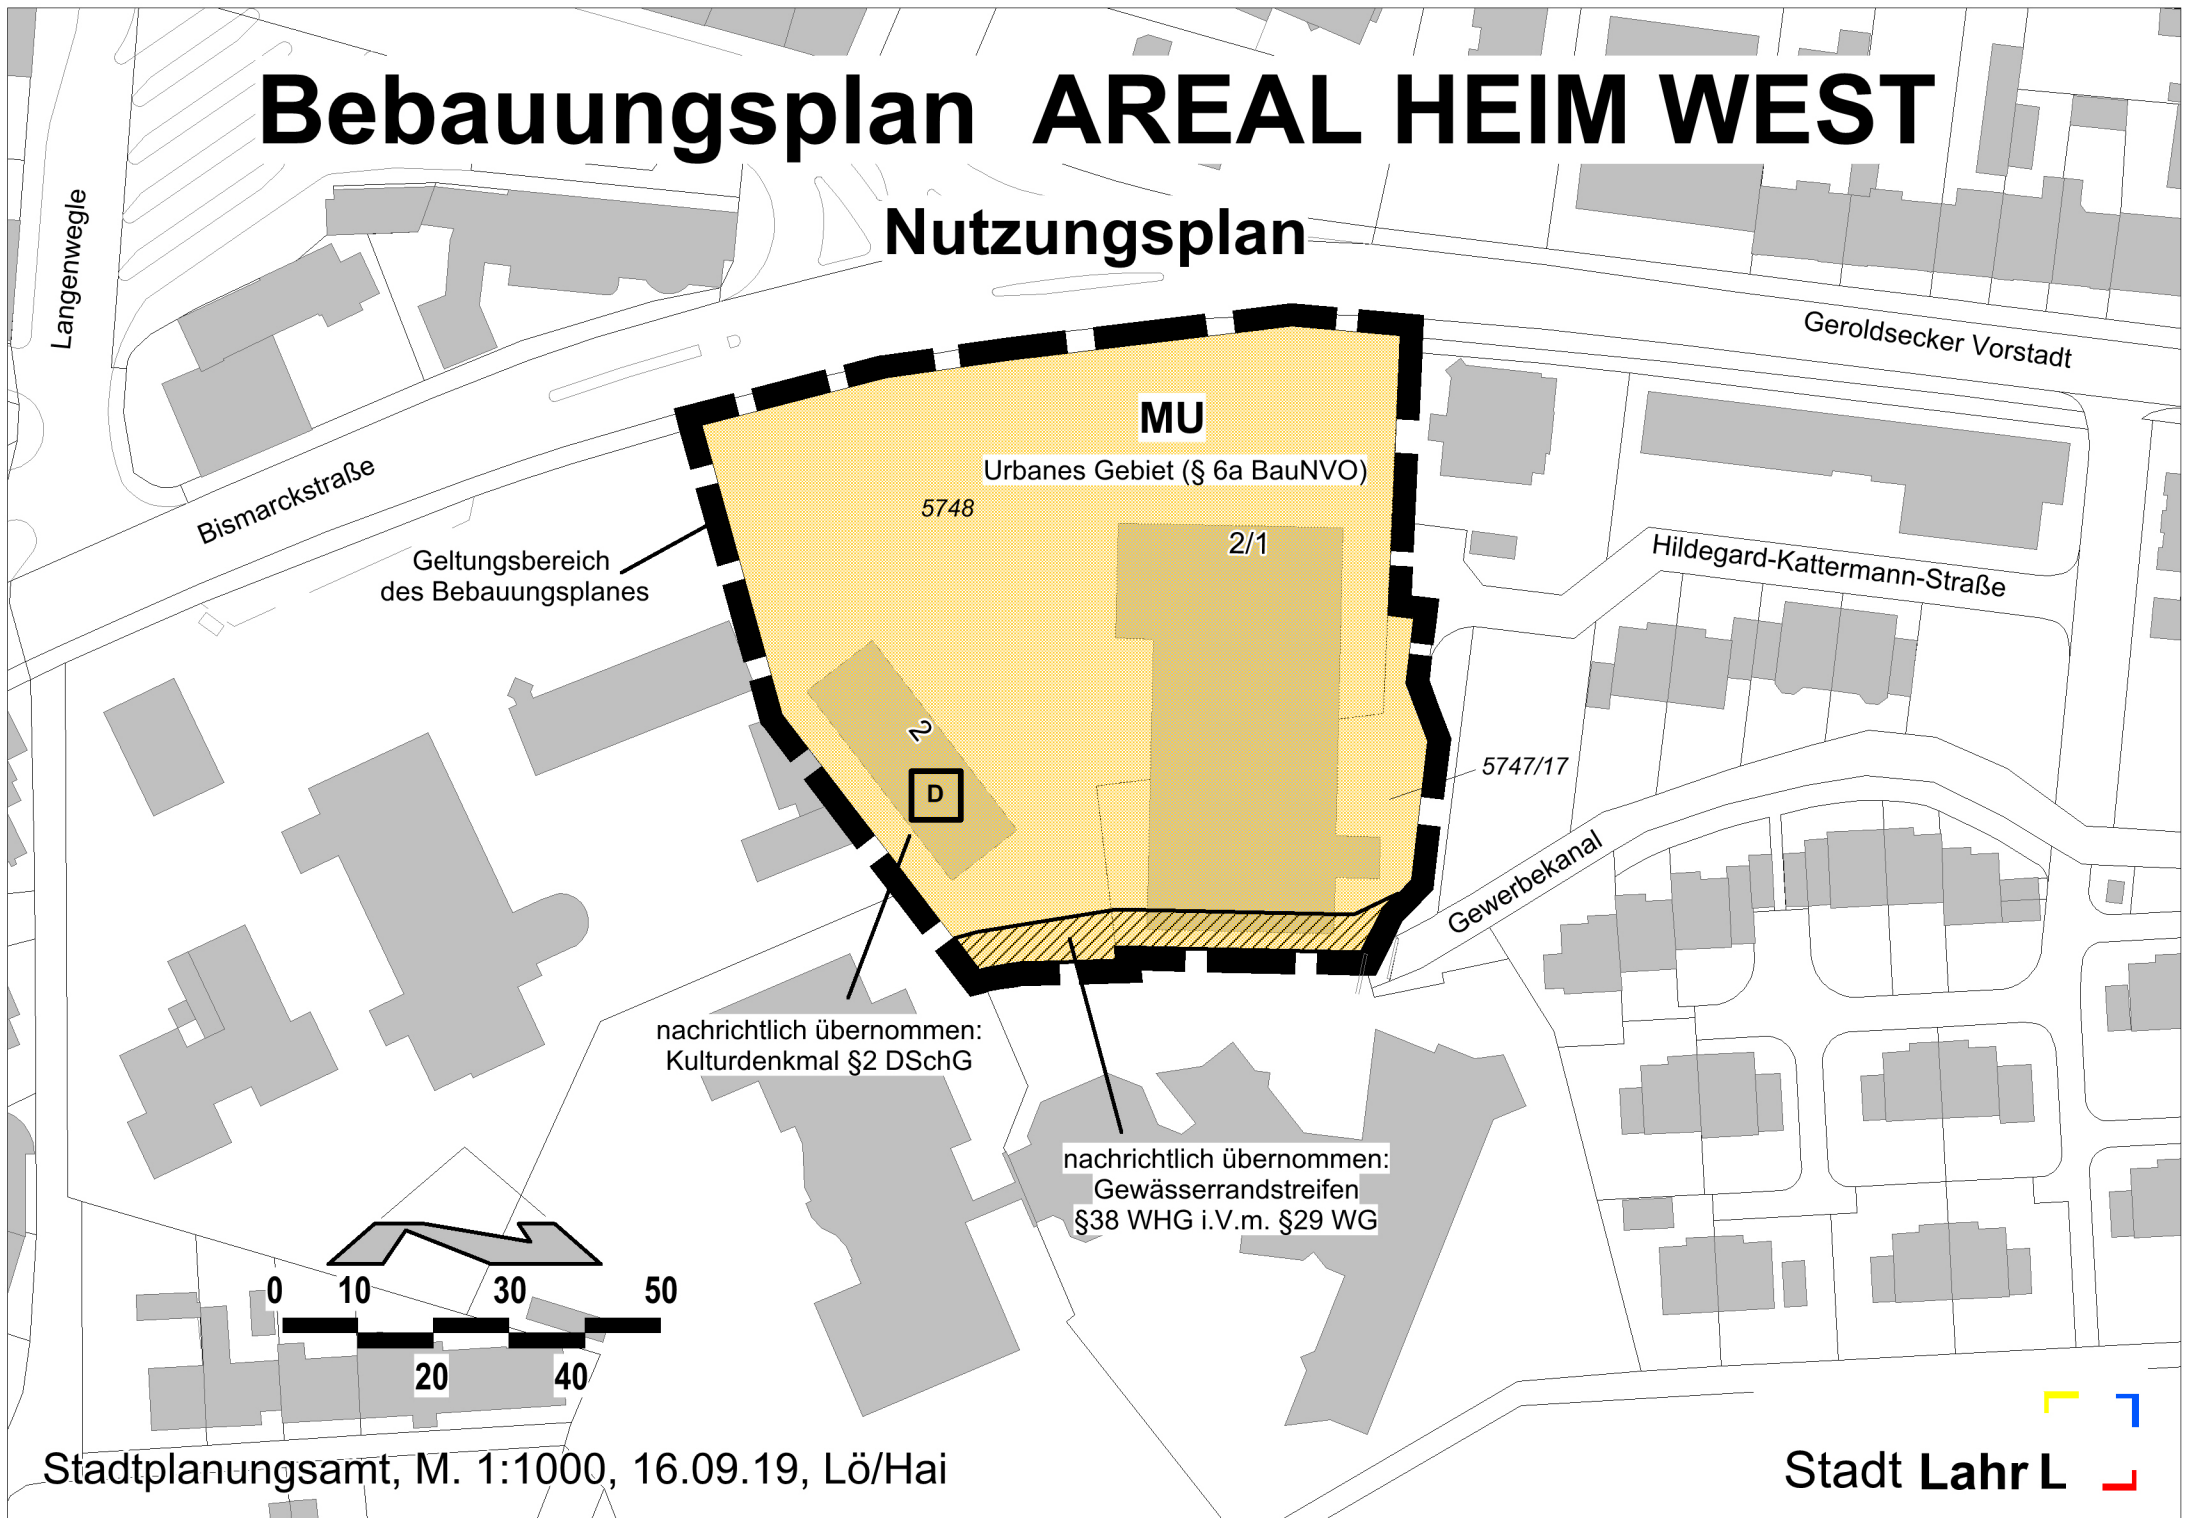 Bebauungsplan AREAL HEIM WEST
Nutzungsplan
Langenwegle
Geroldsecker Vorstadt
MU
Urbanes Gebiet (§ 6a BauNVO)
Bismarckstraße
5748
2/1
Geltungsbereich
des Bebauungsplanes
Hildegard-Kattermann-Straße
2
5747/17
D
Gewerbekanal
nachrichtlich übernommen:
Kulturdenkmal §2 DSchG
nachrichtlich übernommen:
Gewässerrandstreifen
§38 WHG i.V.m. §29 WG
0 10 30 50
20 40
Stadtplanungsamt, M. 1:1000, 16.09.19, Lö/Hai
Stadt Lahr L